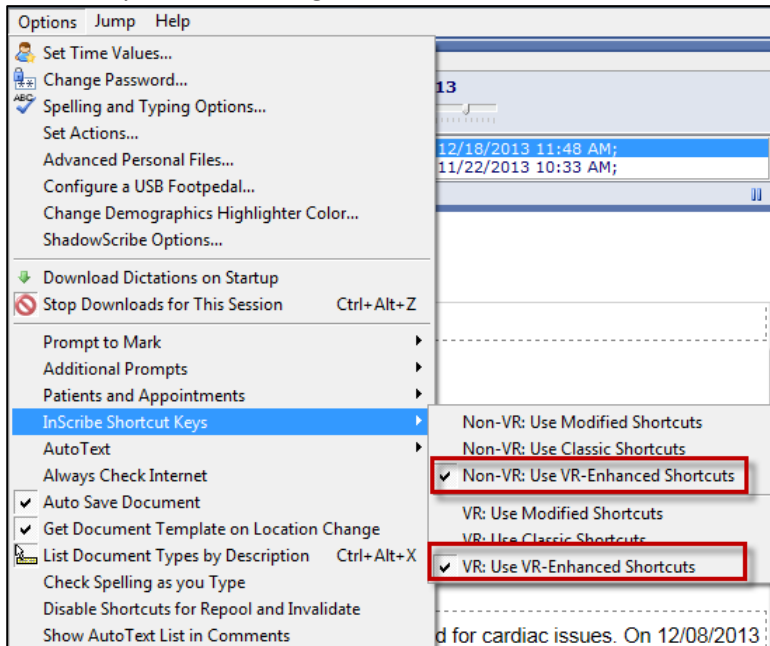 Options Jump Help
Set Time Values...
Change Password...
ABC
Spelling and Typing Options...
Set Actions...
Advanced Personal Files...
Configure a USB Footpedal...
Change Demographics Highlighter Color...
ShadowScribe Options...
Download Dictations on Startup
Stop Downloads for This Session Ctrl+Alt+Z
Prompt to Mark
Additional Prompts
Patients and Appointments
InScribe Shortcut Keys
AutoText
Always Check Internet
Auto Save Document
Get Document Template on Location Change
List Document Types by Description Ctrl+Alt+X
Check Spelling as you Type
Disable Shortcuts for Repool and Invalidate
Show AutoText List in Comments
13
12/18/2013 11:48 AM;
11/22/2013 10:33 AM;
Non-VR: Use Modified Shortcuts
Non-VR: Use Classic Shortcuts
Non-VR: Use VR-Enhanced Shortcuts
VR: Use Modified Shortcuts
VR: Use Classic Shortcuts
VR: Use VR-Enhanced Shortcuts
d for cardiac issues. On 12/08/2013